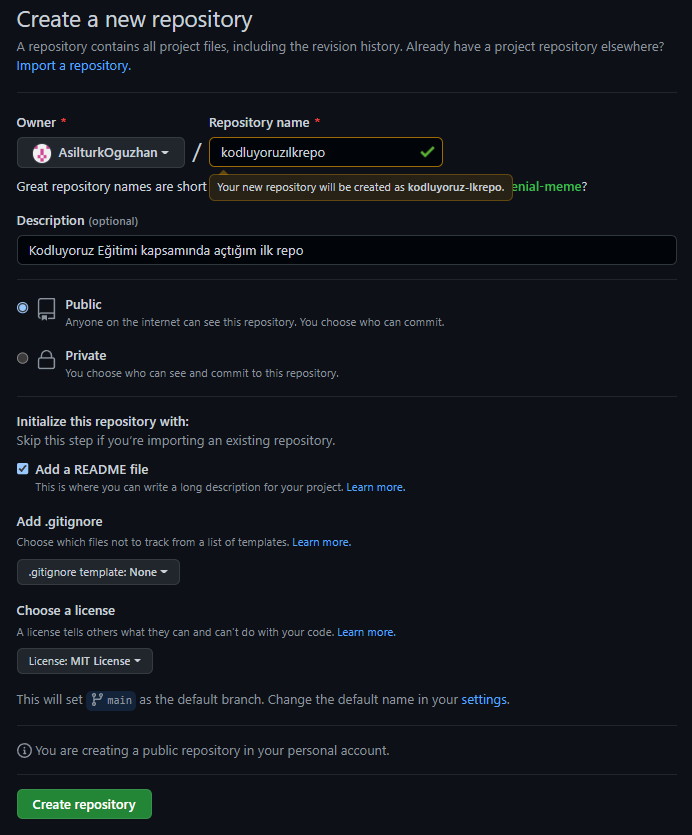 Create a new repository
A repository contains all project files, including the revision history. Already have a project repository elsewhere?
Import a repository.
Owner * Repository name *
AsilturkOguzhan / kodluyoruzılkrepo
Great repository names are short
Your new repository will be created as kodluyoruz-lkrepo.
enial-meme?
Description (optional)
Kodluyoruz Eğitimi kapsamında açtığım ilk repo
Public
Anyone on the internet can see this repository. You choose who can commit.
Private
You choose who can see and commit to this repository.
Initialize this repository with:
Skip this step if you're importing an existing repository.
Add a README file
This is where you can write a long description for your project. Learn more.
Add .gitignore
Choose which files not to track from a list of templates. Learn more.
.gitignore template: None
Choose a license
A license tells others what they can and can't do with your code. Learn more.
License: MIT License
This will set main as the default branch. Change the default name in your settings.
You are creating a public repository in your personal account.
Create repository